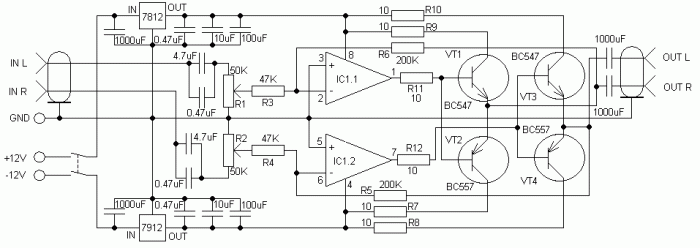 IN 7812 OUT
1000uF 0.47uF 10uF 100uF
10 R10
10 R9
R6 200K
4.7uF
IN L
IN R
GND
+12V
-12V
50K
R1
0.47uF
47K
R3
3
2
8
1
IC1.1
R11
10
VT1
BC547
BC547
VT3
1000uF
OUT L
OUT R
1000uF
4.7uF
R2
50K
0.47uF
47K
R4
5
6
7
4
IC1.2
R12
10
VT2
BC557
BC557
VT4
R5 200K
10 R7
10 R8
1000uF 0.47uF 10uF 100uF
IN 7912 OUT